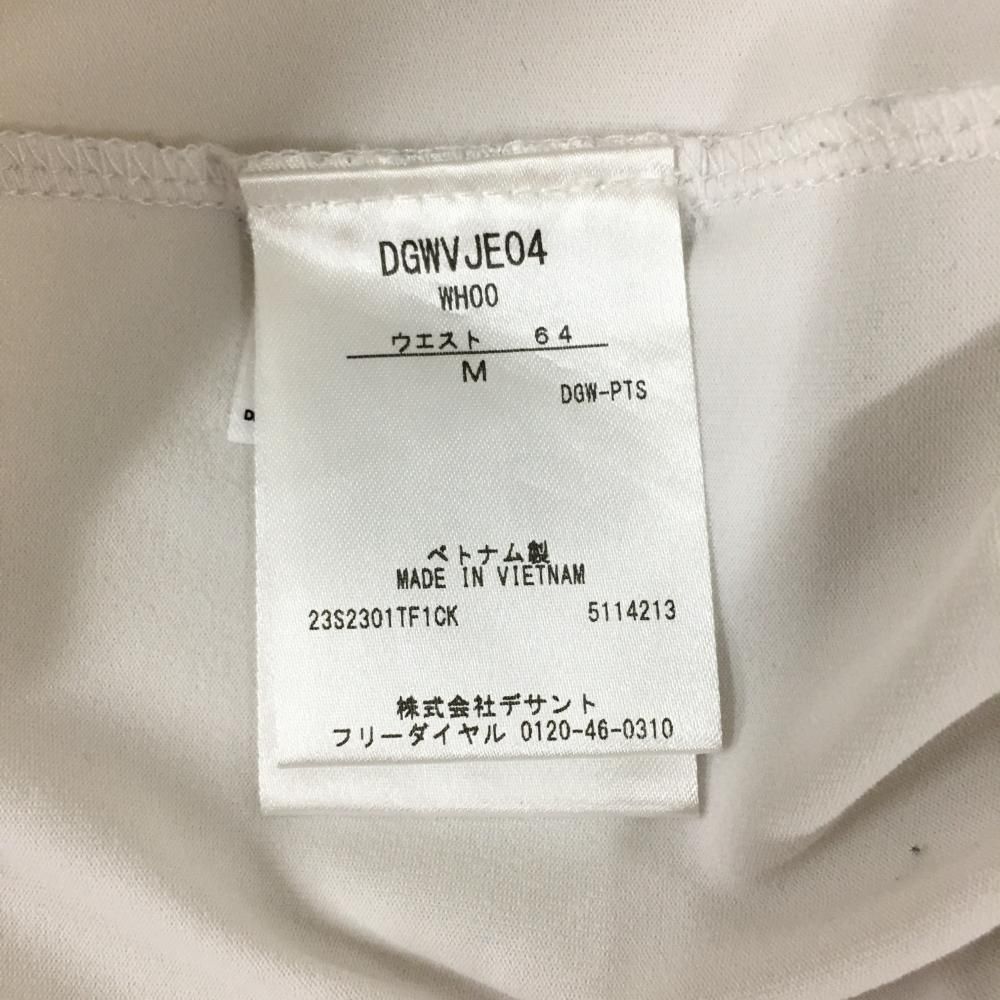 DGWVJE04
WH00
ウエスト 64
M
DGW-PTS
ベトナム製
MADE IN VIETNAM
23S2301TF1CK 5114213
株式会社デサント
フリーダイヤル 0120-46-0310